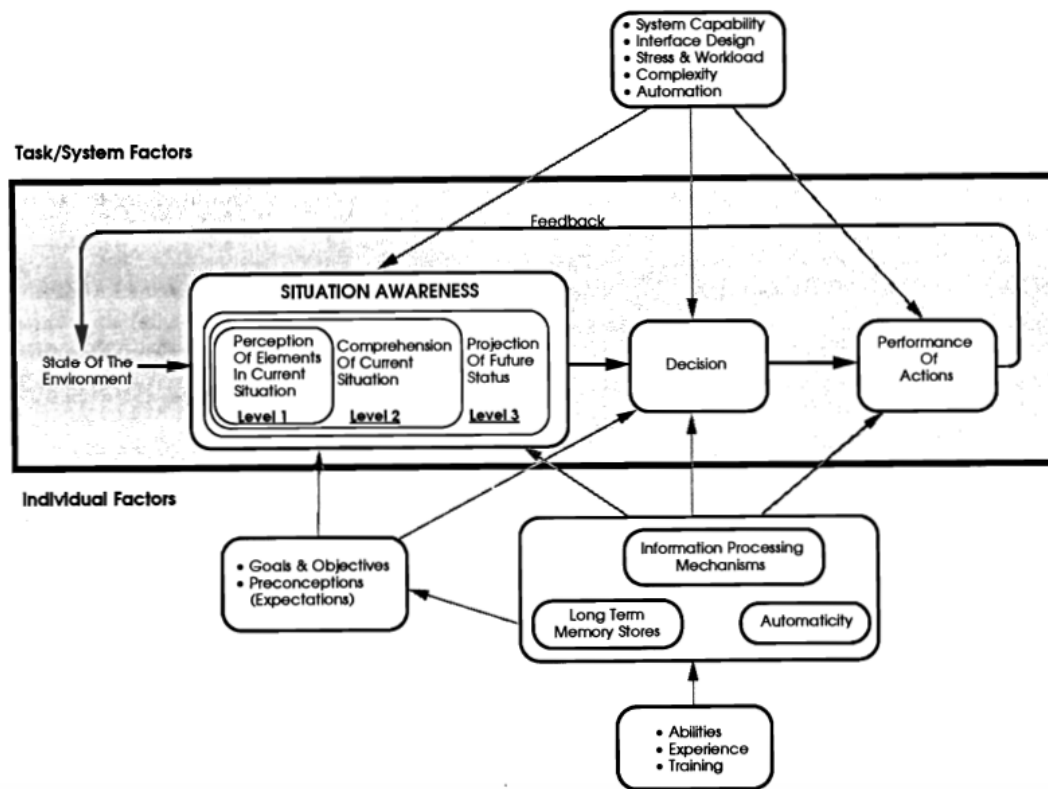 • System Capability
• Interface Design
• Stress & Workload
• Complexity
• Automation
Task/System Factors
Feedback
SITUATION AWARENESS
Perception
Of Elements
In Current
Situation
Level 1
Comprehension
Of Current
Situation
Level 2
Projection
Of Future
Status
Level 3
State Of The
Environment
Decision
Performance
Of
Actions
Individual Factors
• Goals & Objectives
• Preconceptions
(Expectations)
Information Processing
Mechanisms
Long Term
Memory Stores
Automaticity
• Abilities
• Experience
• Training